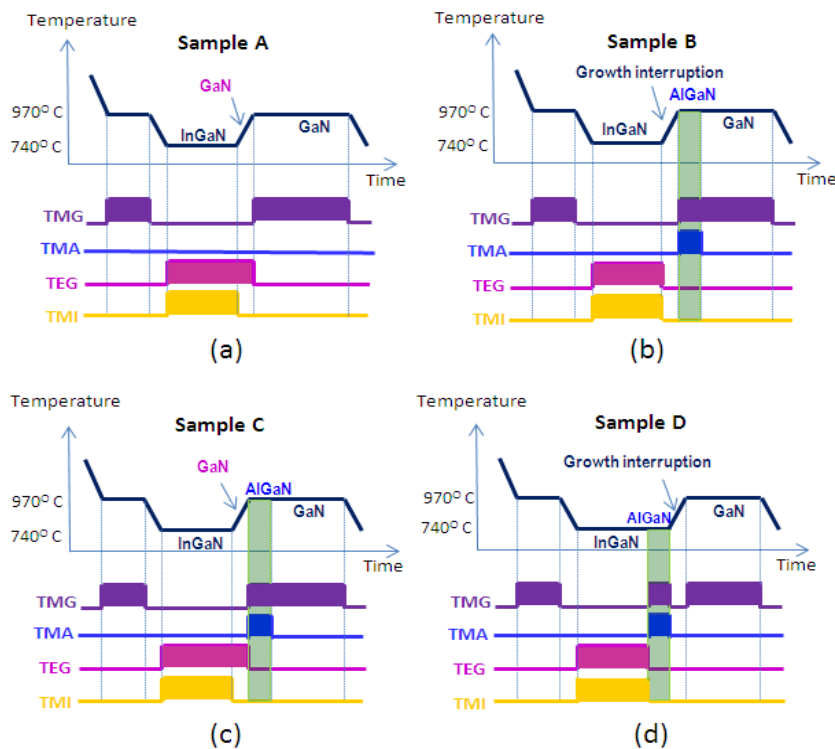 Temperature
Sample A
GaN
970° C
InGaN
GaN
740° C
Time
TMG
TMA
TEG
TMI
(a)
Temperature
Sample B
Growth interruption
AlGaN
970° C
InGaN
GaN
740° C
Time
TMG
TMA
TEG
TMI
(b)
Temperature
Sample C
GaN
AlGaN
970° C
GaN
740° C
InGaN
Time
TMG
TMA
TEG
TMI
(c)
Temperature
Sample D
Growth interruption
970° C
GaN
AlGaN
740° C
InGaN
Time
TMG
TMA
TEG
TMI
(d)